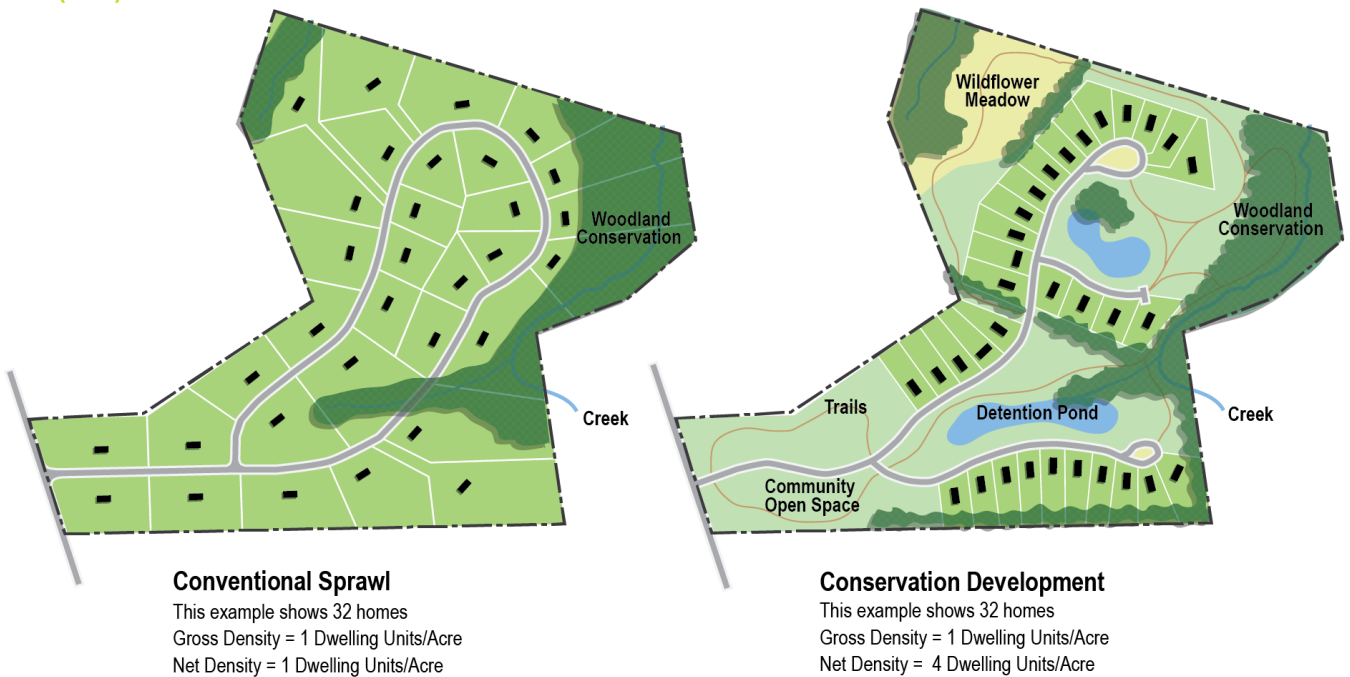 Woodland
Conservation
Creek
Conventional Sprawl
This example shows 32 homes
Gross Density = 1 Dwelling Units/Acre
Net Density = 1 Dwelling Units/Acre
Wildflower
Meadow
Woodland
Conservation
Trails
Detention Pond
Creek
Community
Open Space
Conservation Development
This example shows 32 homes
Gross Density = 1 Dwelling Units/Acre
Net Density = 4 Dwelling Units/Acre